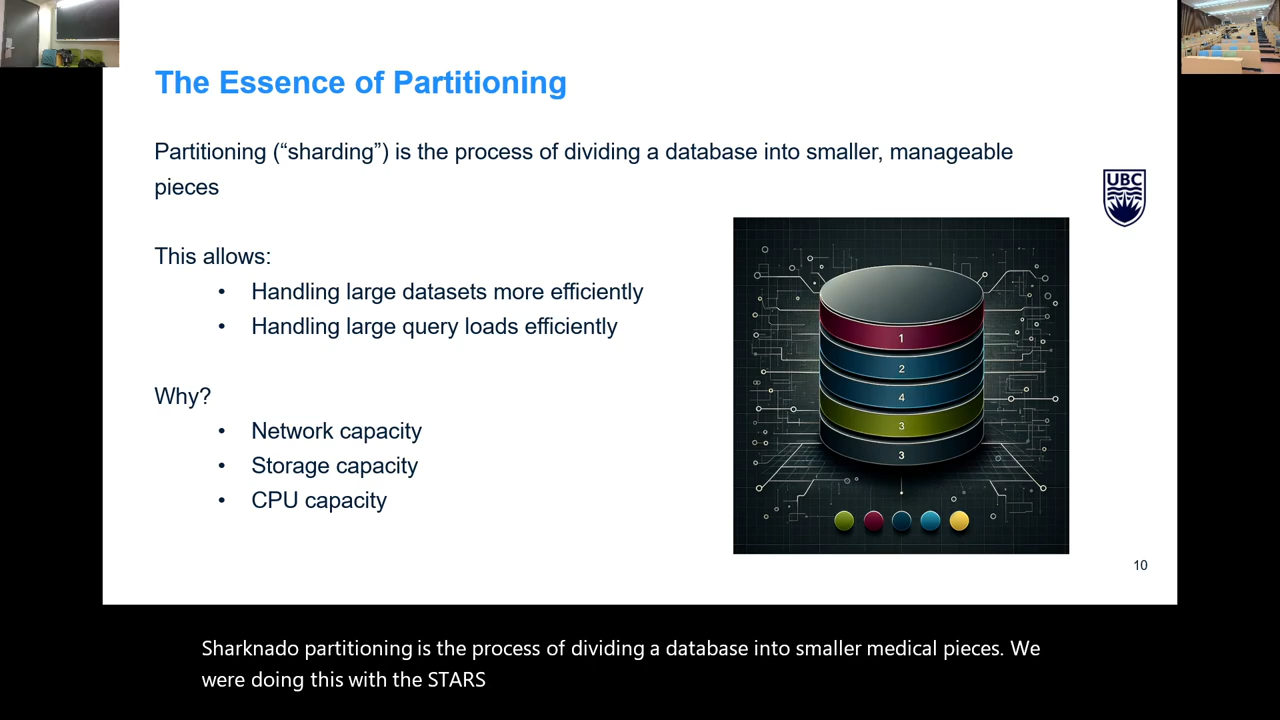 The Essence of Partitioning
Partitioning (“sharding”) is the process of dividing a database into smaller, manageable
pieces
UBC
This allows:
• Handling large datasets more efficiently
• Handling large query loads efficiently
Why?
• Network capacity
• Storage capacity
• CPU capacity
1
2
4
3
3
10
Sharknado partitioning is the process of dividing a database into smaller medical pieces. We
were doing this with the STARS